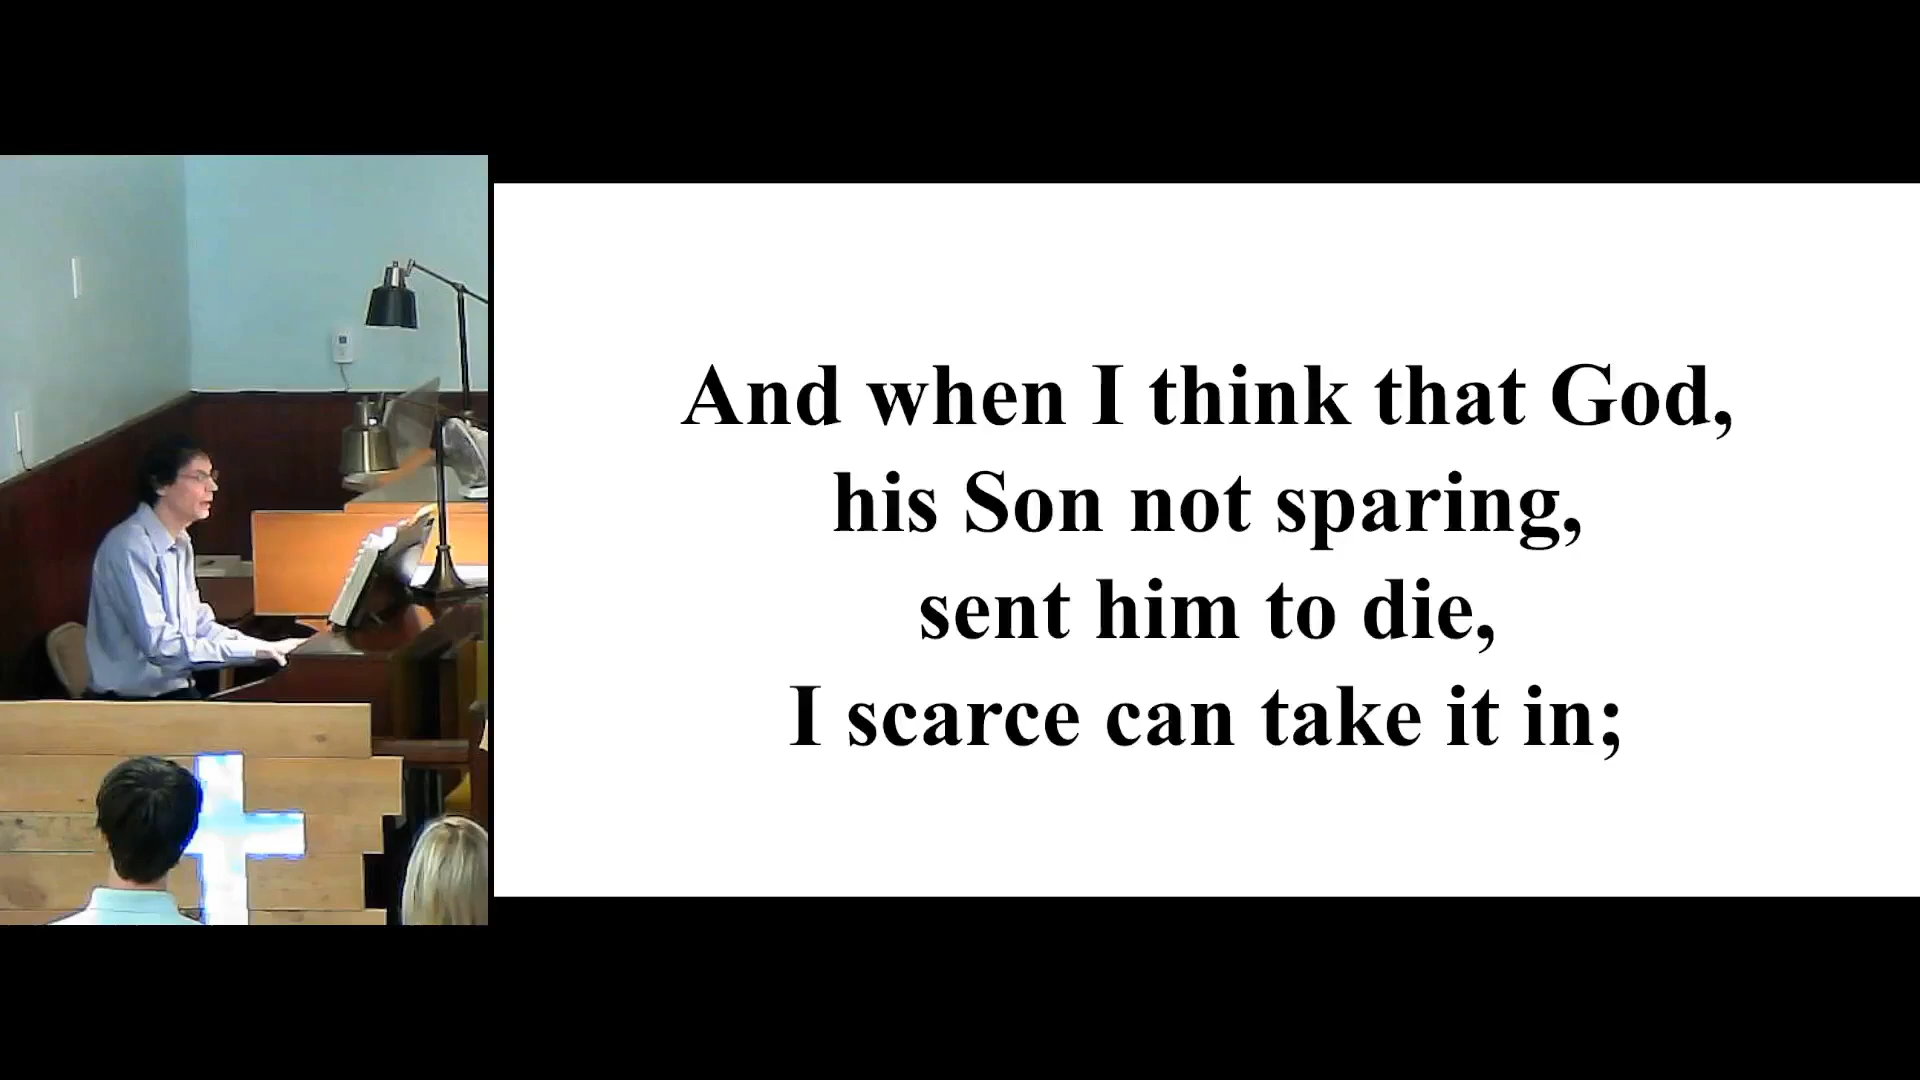 And when I think that God,
his Son not sparing,
sent him to die,
I scarce can take it in;